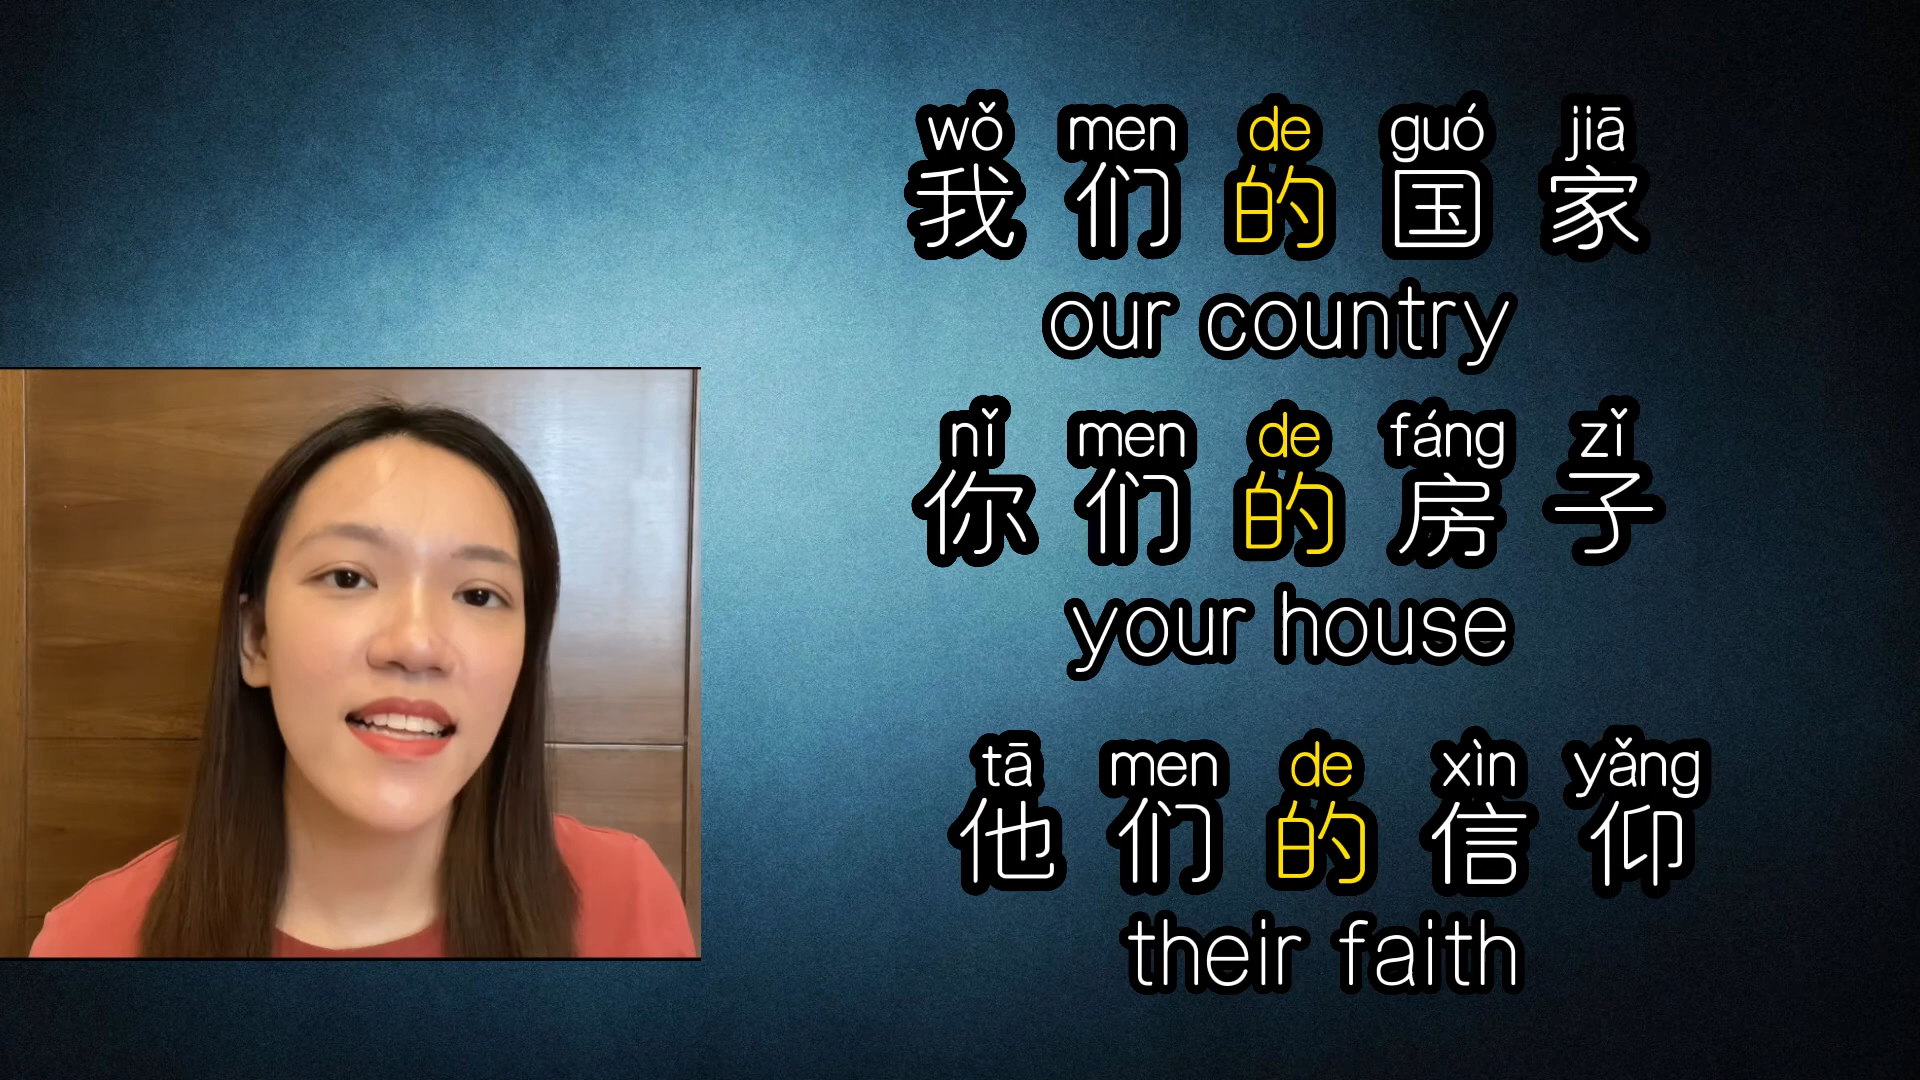 wǒ men de guó jiā
我们的国家
our country
nǐ men de fáng zǐ
你们的房子
your house
tā men de xìn yǎng
他们的信仰
their faith